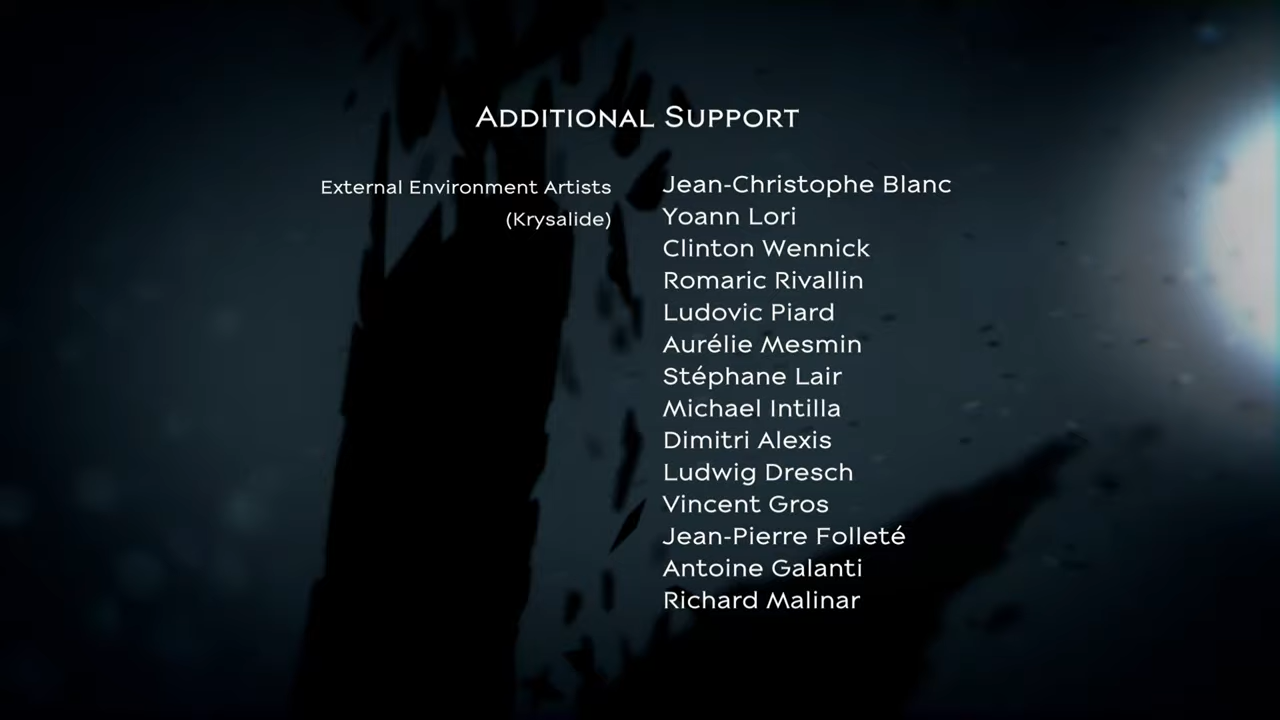 Additional Support
External Environment Artists
(Krysalide)
Jean-Christophe Blanc
Yoann Lori
Clinton Wennick
Romaric Rivallin
Ludovic Piard
Aurélie Mesmin
Stéphane Lair
Michael Intilla
Dimitri Alexis
Ludwig Dresch
Vincent Gros
Jean-Pierre Folleté
Antoine Galanti
Richard Malinar